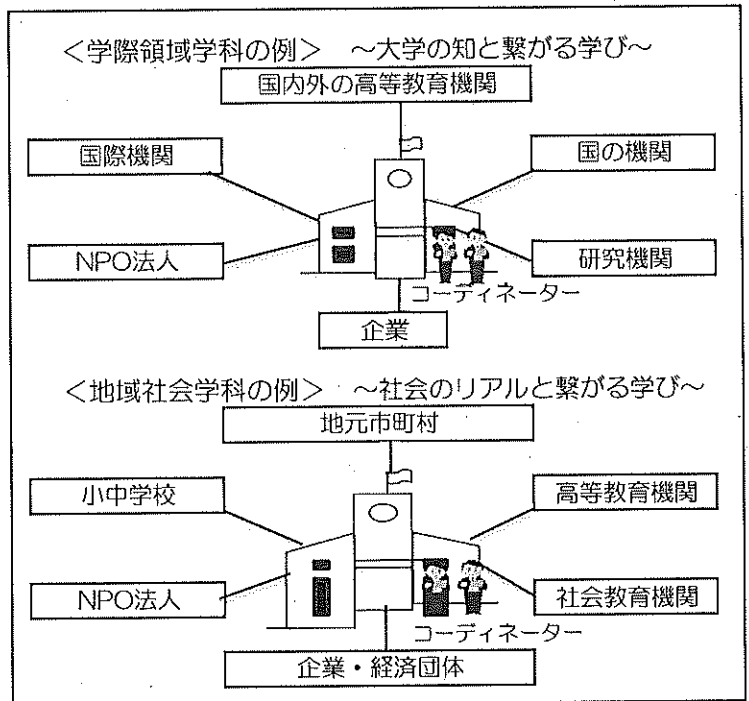 ＜学際領域学科の例＞　～大学の知と繋がる学び～
国内外の高等教育機関
国際機関
国の機関
NPO法人
研究機関
コーディネーター
企業
＜地域社会学科の例＞　～社会のリアルと繋がる学び～
地元市町村
小中学校
高等教育機関
NPO法人
社会教育機関
コーディネーター
企業・経済団体